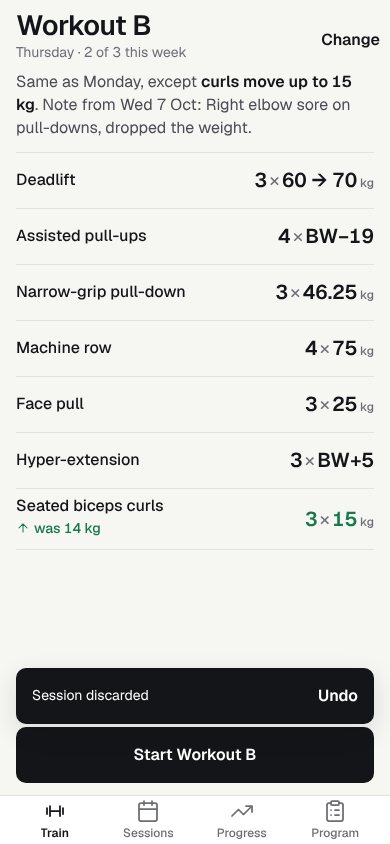 Workout B
Thursday · 2 of 3 this week
Change
Same as Monday, except curls move up to 15
kg. Note from Wed 7 Oct: Right elbow sore on
pull-downs, dropped the weight.
Deadlift 3×60 → 70 kg
Assisted pull-ups 4×BW−19
Narrow-grip pull-down 3×46.25 kg
Machine row 4×75 kg
Face pull 3×25 kg
Hyper-extension 3×BW+5
Seated biceps curls 3×15 kg
↑ was 14 kg
Session discarded Undo
Start Workout B
Train Sessions Progress Program